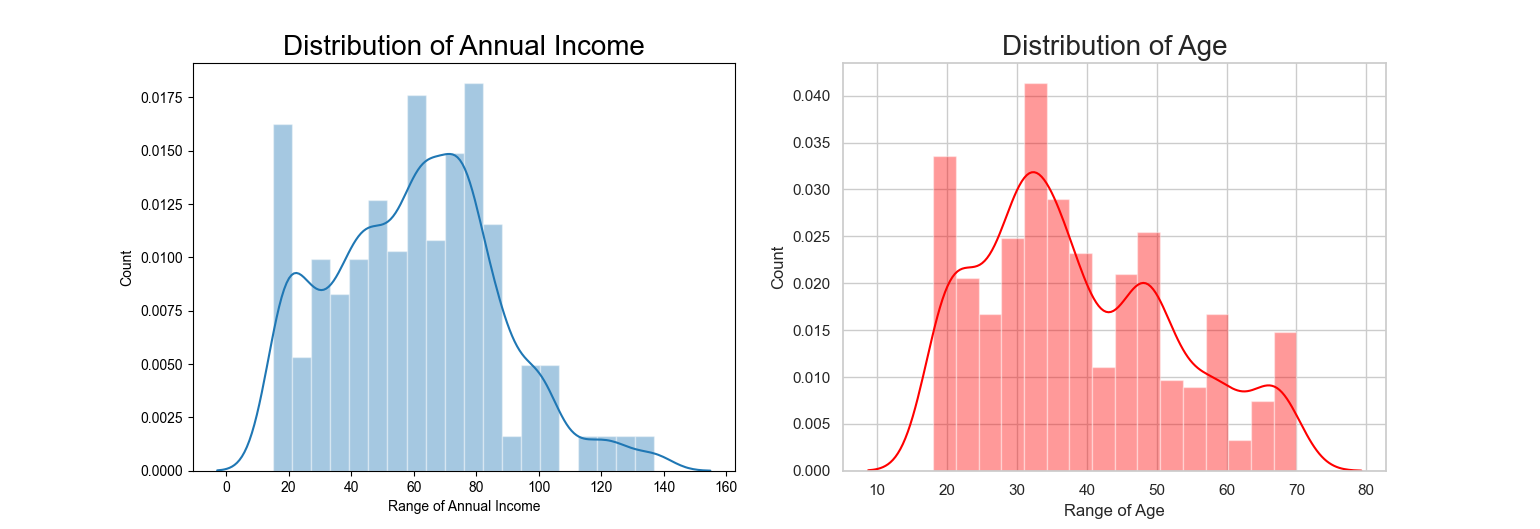 Distribution of Annual Income
0.0175
0.0150
0.0125
0.0100
0.0075
0.0050
0.0025
0.0000
Count
0 20 40 60 80 100 120 140 160
Range of Annual Income
Distribution of Age
0.040
0.035
0.030
0.025
0.020
0.015
0.010
0.005
0.000
Count
10 20 30 40 50 60 70 80
Range of Age